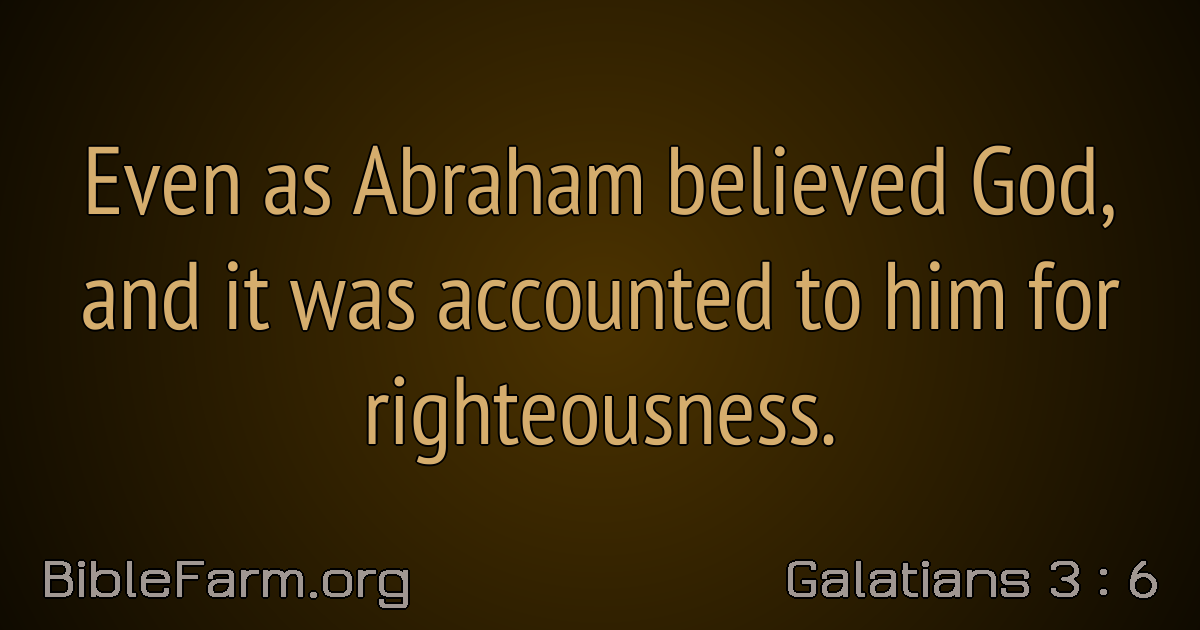 Even as Abraham believed God,
and it was accounted to him for
righteousness.
BibleFarm.org
Galatians 3 : 6